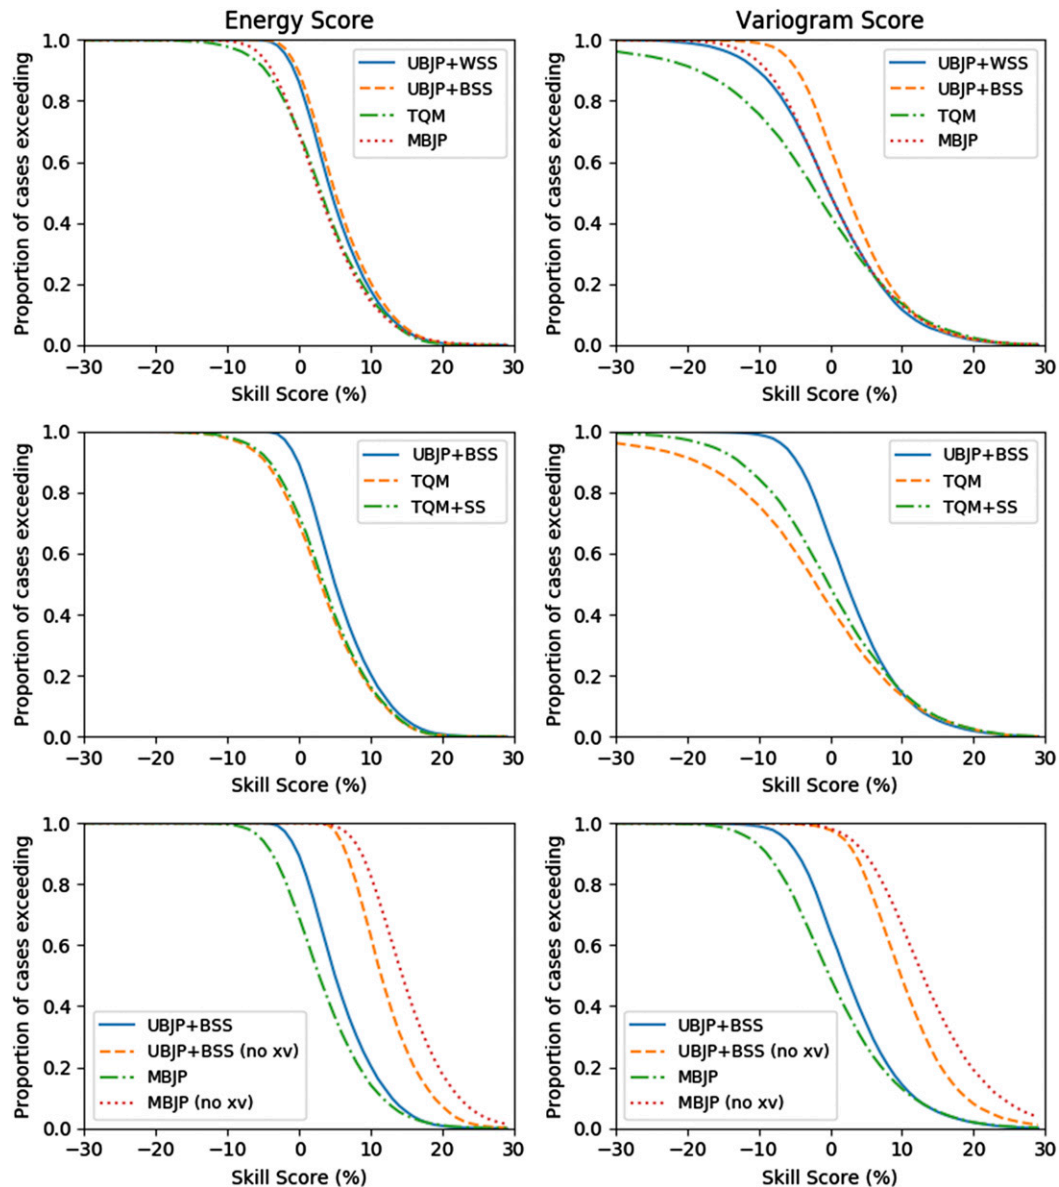 Energy Score
Variogram Score
Proportion of cases exceeding
1.0
0.8
0.6
0.4
0.2
0.0
UBJP+WSS
UBJP+BSS
TQM
MBJP
−30 −20 −10 0 10 20 30
Skill Score (%)
Proportion of cases exceeding
1.0
0.8
0.6
0.4
0.2
0.0
UBJP+WSS
UBJP+BSS
TQM
MBJP
−30 −20 −10 0 10 20 30
Skill Score (%)
Proportion of cases exceeding
1.0
0.8
0.6
0.4
0.2
0.0
UBJP+BSS
TQM
TQM+SS
−30 −20 −10 0 10 20 30
Skill Score (%)
Proportion of cases exceeding
1.0
0.8
0.6
0.4
0.2
0.0
UBJP+BSS
TQM
TQM+SS
−30 −20 −10 0 10 20 30
Skill Score (%)
Proportion of cases exceeding
1.0
0.8
0.6
0.4
0.2
0.0
UBJP+BSS
UBJP+BSS (no xv)
MBJP
MBJP (no xv)
−30 −20 −10 0 10 20 30
Skill Score (%)
Proportion of cases exceeding
1.0
0.8
0.6
0.4
0.2
0.0
UBJP+BSS
UBJP+BSS (no xv)
MBJP
MBJP (no xv)
−30 −20 −10 0 10 20 30
Skill Score (%)